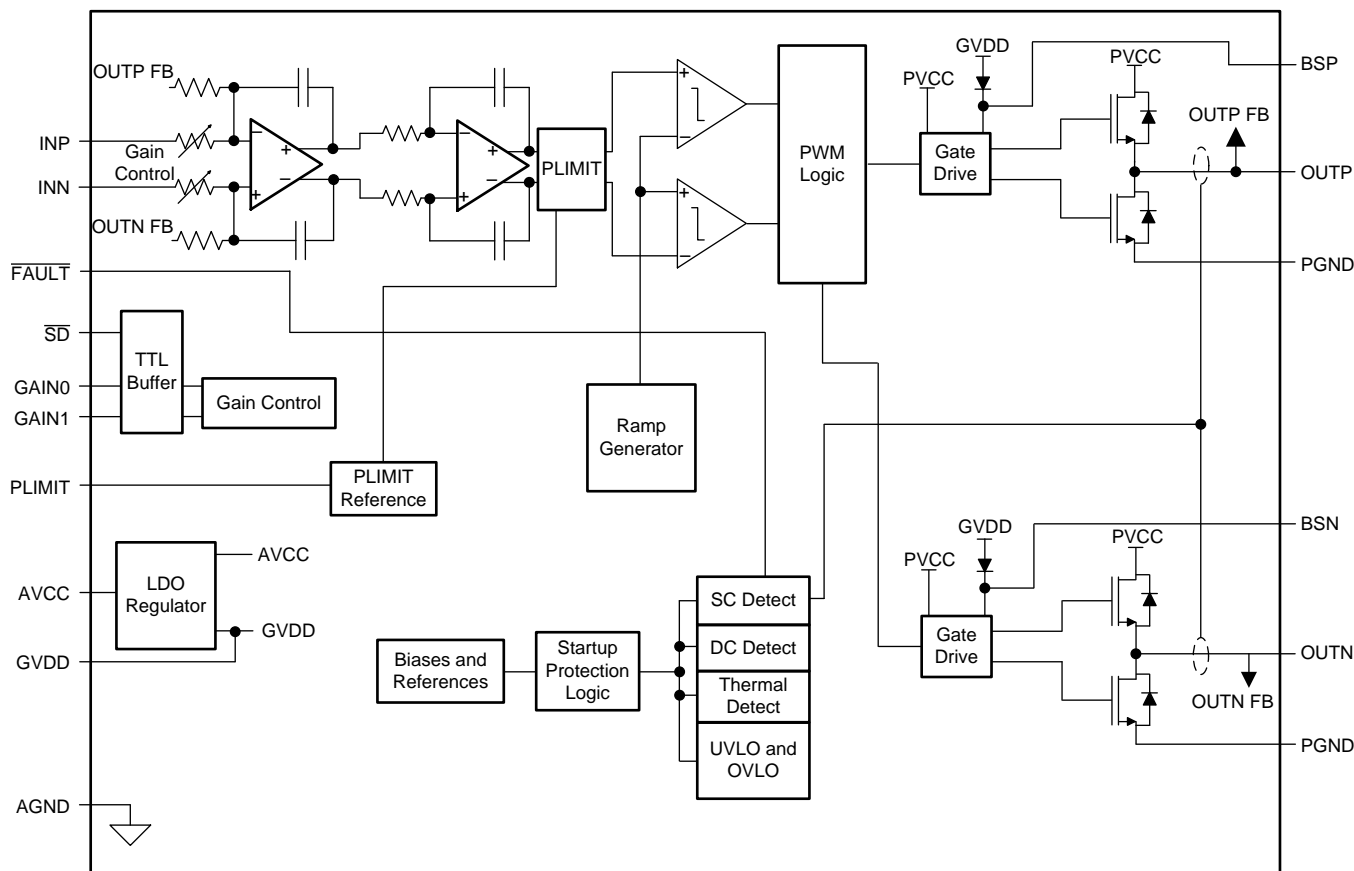 OUTP FB
INP
Gain
Control
INN
OUTN FB
FAULT
SD
GAIN0
GAIN1
TTL
Buffer
Gain Control
PLIMIT
PLIMIT
Reference
AVCC
LDO
Regulator
AVCC
GVDD
GVDD
AGND
−
+
+
−
−
+
+
−
PLIMIT
+
−
+
−
Ramp
Generator
PWM
Logic
Biases and
References
Startup
Protection
Logic
SC Detect
DC Detect
Thermal
Detect
UVLO and
OVLO
GVDD
PVCC
Gate
Drive
PVCC
BSP
OUTP FB
OUTP
PGND
GVDD
PVCC
Gate
Drive
PVCC
BSN
OUTN
OUTN FB
PGND